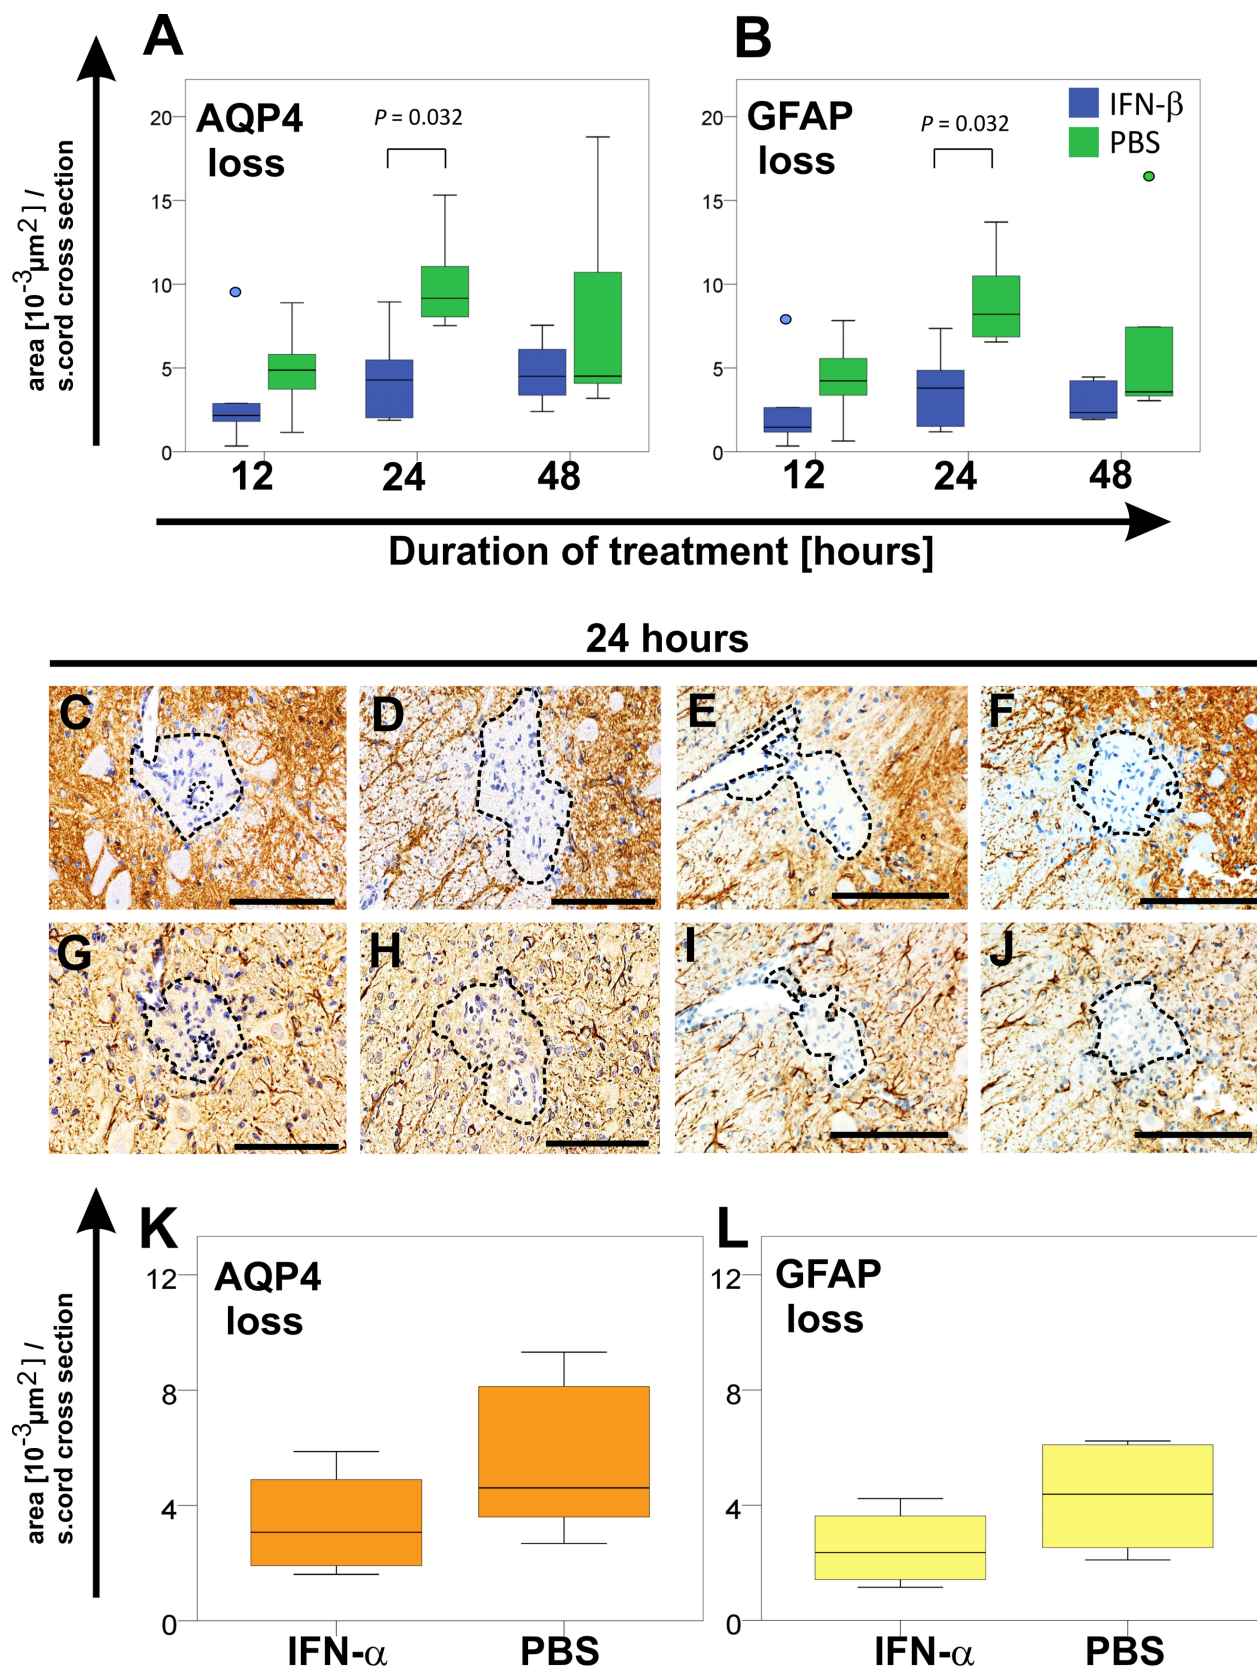 A
B
AQP4
loss
P = 0.032
GFAP
loss
P = 0.032
IFN-β
PBS
area [10⁻³µm²] /
s.cord cross section
20
15
10
5
0
20
15
10
5
0
12
24
48
12
24
48
Duration of treatment [hours]
24 hours
C
D
E
F
G
H
I
J
K
L
AQP4
loss
GFAP
loss
area [10⁻³µm²] /
s.cord cross section
12
8
4
0
12
8
4
0
IFN-α
PBS
IFN-α
PBS